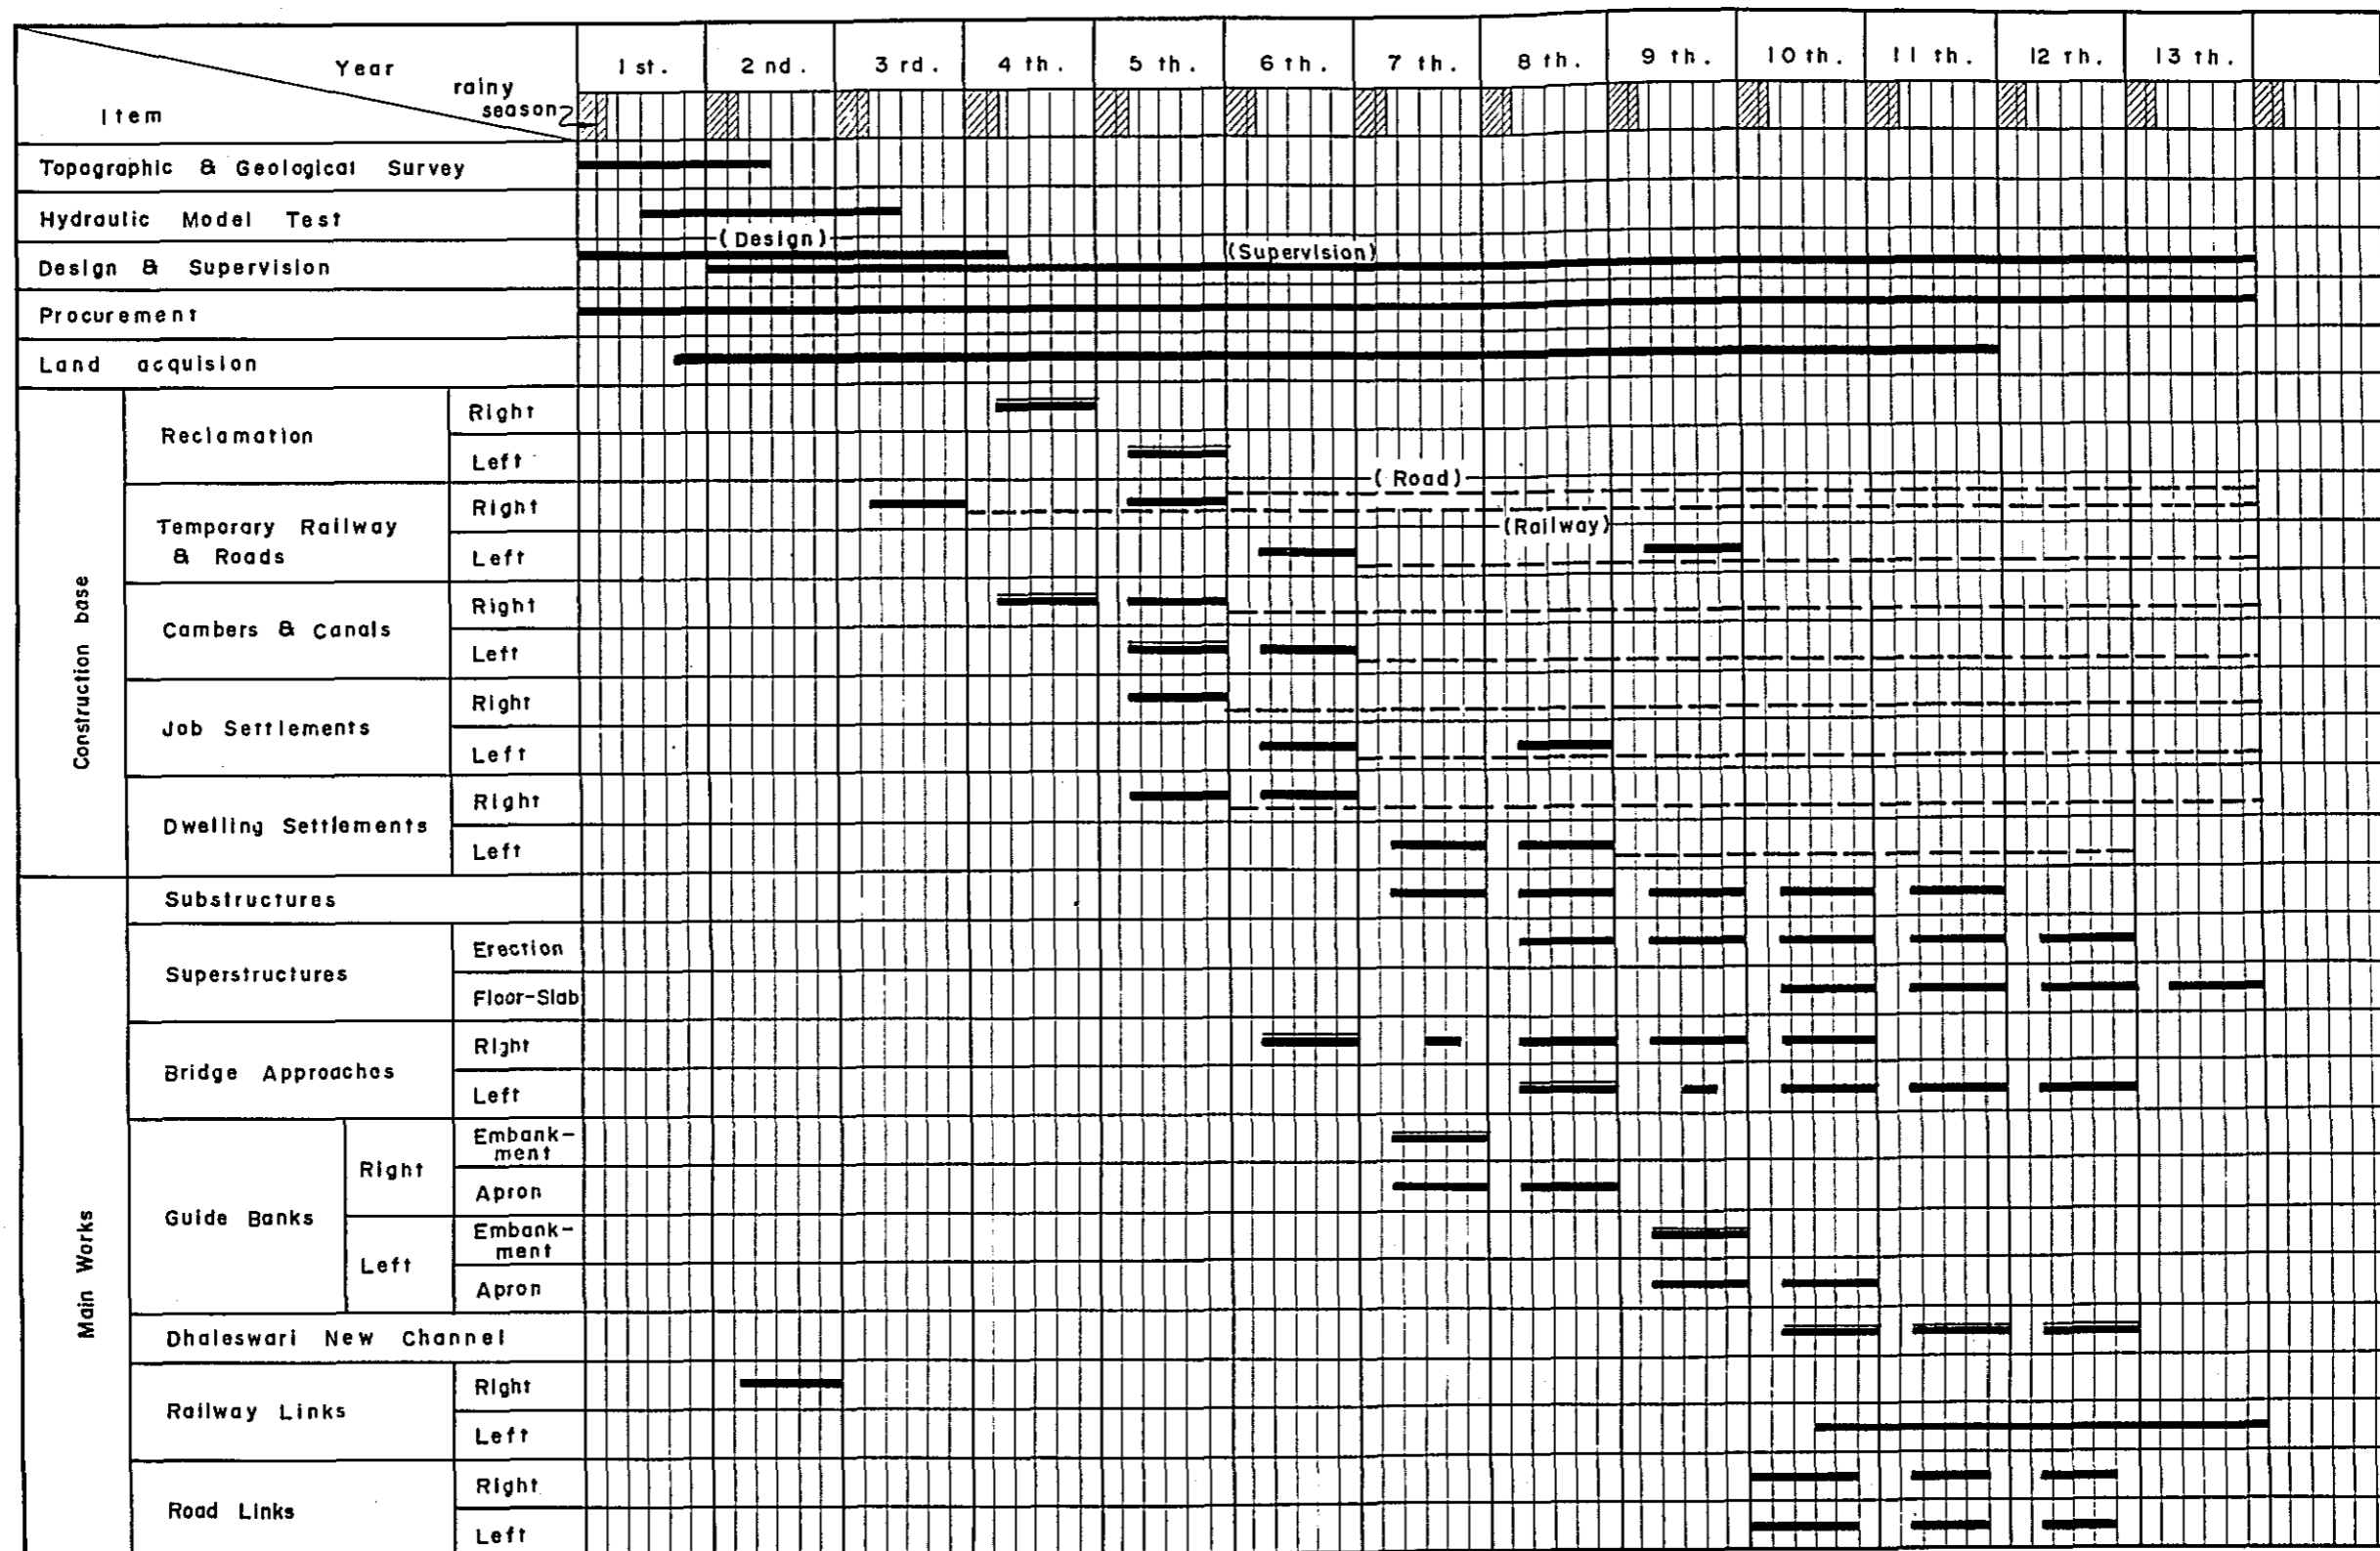 Year
1 st. 2 nd. 3 rd. 4 th. 5 th. 6 th. 7 th. 8 th. 9 th. 10 th. 11 th. 12 th. 13 th.
rainy
season
Item
Topographic & Geological Survey
Hydraulic Model Test
(Design)
Design & Supervision
(Supervision)
Procurement
Land acquision
Construction base
Reclamation
Right
Left
Temporary Railway
& Roads
Right
(Road)
(Railway)
Left
Cambers & Canals
Right
Left
Job Settlements
Right
Left
Dwelling Settlements
Right
Left
Main Works
Substructures
Superstructures
Erection
Floor-Slab
Bridge Approaches
Right
Left
Guide Banks
Right
Embank-
ment
Apron
Left
Embank-
ment
Apron
Dhaleswari New Channel
Railway Links
Right
Left
Road Links
Right
Left